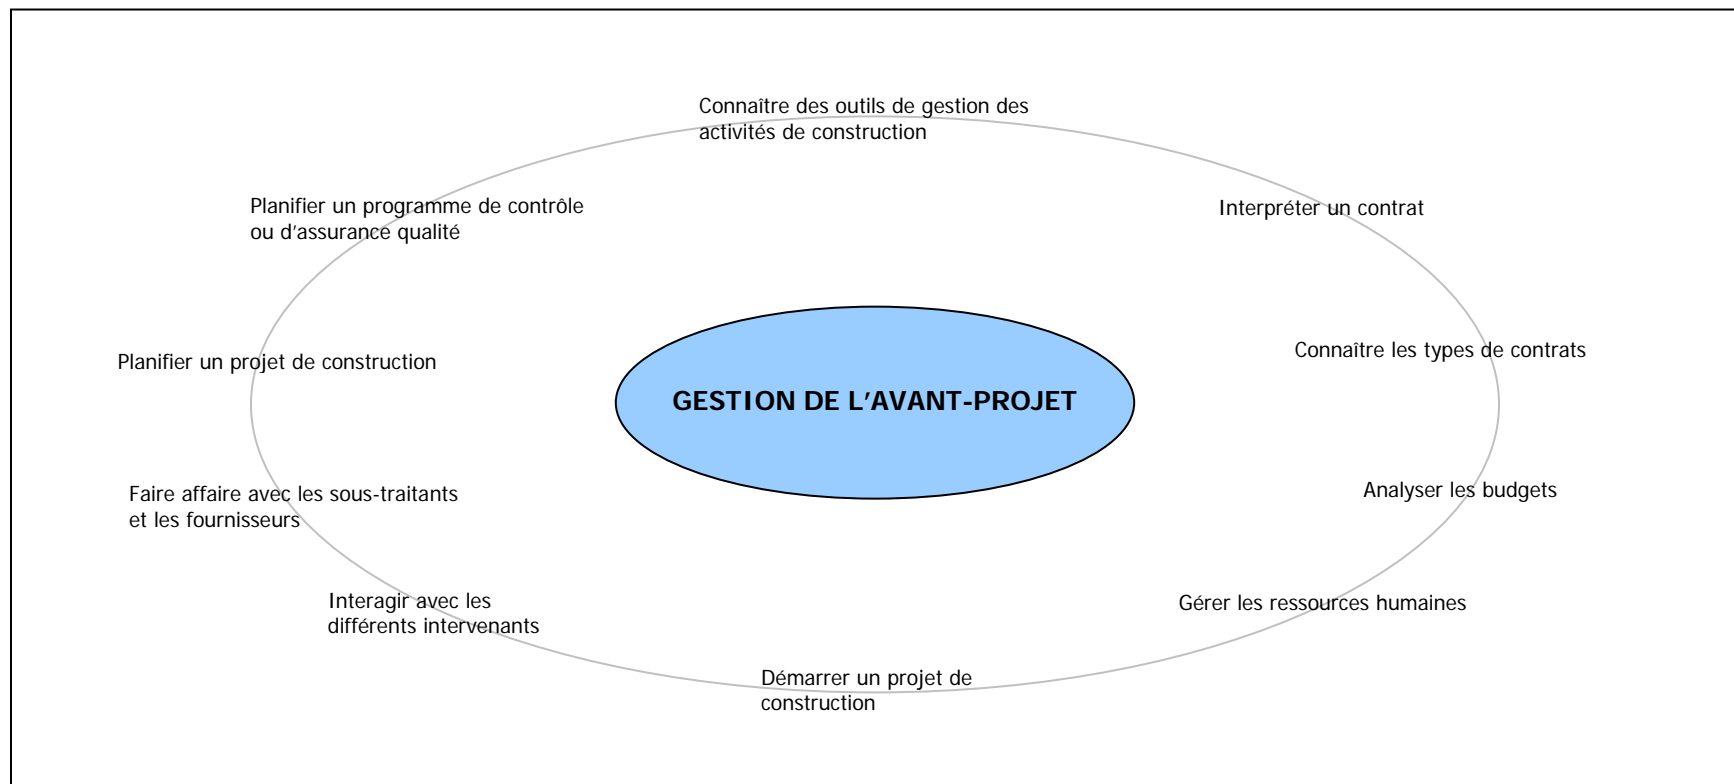 Connaître des outils de gestion des
activités de construction
Planifier un programme de contrôle
ou d'assurance qualité
Interpréter un contrat
Planifier un projet de construction
Connaître les types de contrats
GESTION DE L'AVANT-PROJET
Faire affaire avec les sous-traitants
et les fournisseurs
Analyser les budgets
Interagir avec les
différents intervenants
Gérer les ressources humaines
Démarrer un projet de
construction